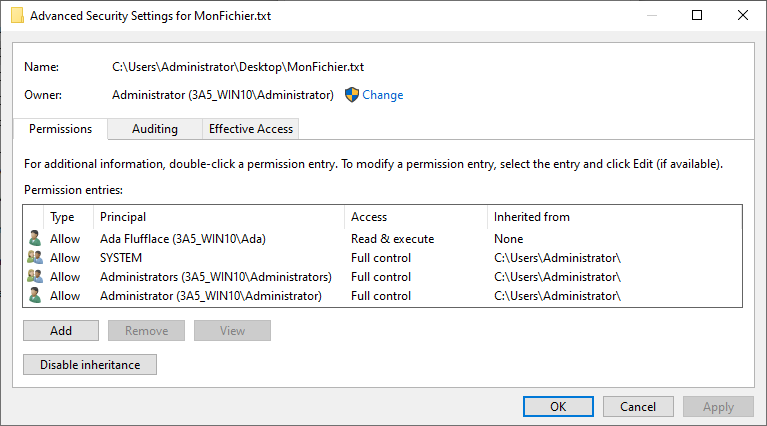 Advanced Security Settings for MonFichier.txt
Name: C:\Users\Administrator\Desktop\MonFichier.txt
Owner: Administrator (3A5_WIN10\Administrator) Change
Permissions Auditing Effective Access
For additional information, double-click a permission entry. To modify a permission entry, select the entry and click Edit (if available).
Permission entries:
Type Principal Access Inherited from
Allow Ada Flufflace (3A5_WIN10\Ada) Read & execute None
Allow SYSTEM Full control C:\Users\Administrator\
Allow Administrators (3A5_WIN10\Administrators) Full control C:\Users\Administrator\
Allow Administrator (3A5_WIN10\Administrator) Full control C:\Users\Administrator\
Add Remove View
Disable inheritance
OK Cancel Apply